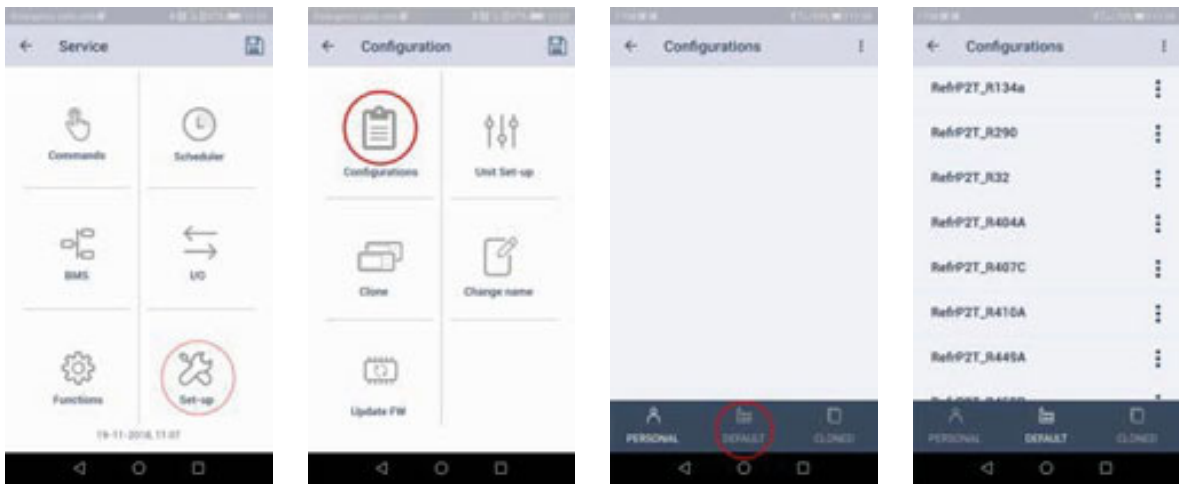 Service
Commands
Scheduler
BMS
I/O
Functions
Set-up
19-11-2018, 11:07
Configuration
Configurations
Unit Set-up
Clone
Change name
Update FW
Configurations
PERSONAL
DEFAULT
CLONED
Configurations
RefrP2T_R134a
RefrP2T_R290
RefrP2T_R32
RefrP2T_R404A
RefrP2T_R407C
RefrP2T_R410A
RefrP2T_R449A
PERSONAL
DEFAULT
CLONED